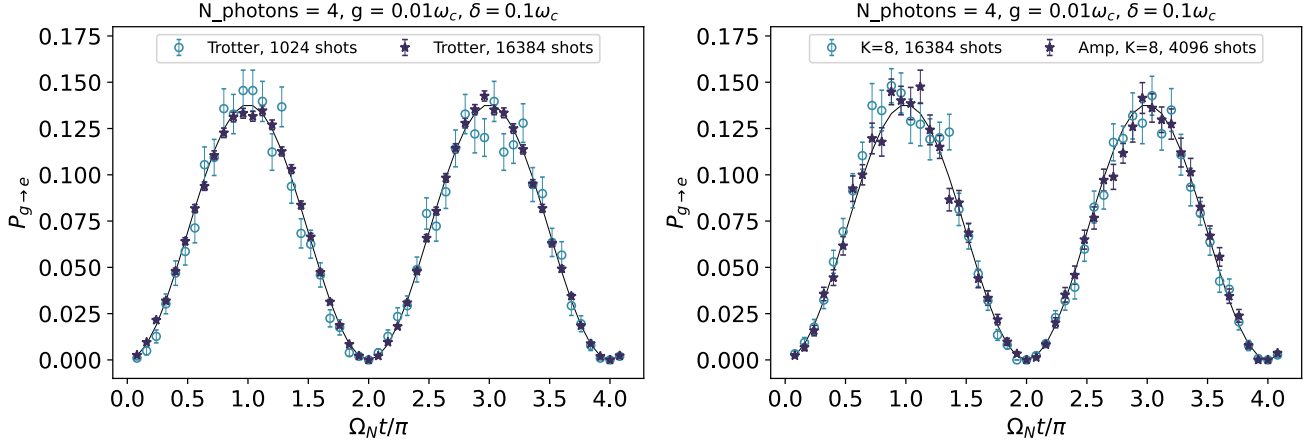 N_photons = 4, g = 0.01ω_c, δ = 0.1ω_c
0.175
0.150
0.125
0.100
0.075
0.050
0.025
0.000
P_{g→e}
Trotter, 1024 shots
Trotter, 16384 shots
0.0 0.5 1.0 1.5 2.0 2.5 3.0 3.5 4.0
Ω_N t/π
N_photons = 4, g = 0.01ω_c, δ = 0.1ω_c
0.175
0.150
0.125
0.100
0.075
0.050
0.025
0.000
P_{g→e}
K=8, 16384 shots
Amp, K=8, 4096 shots
0.0 0.5 1.0 1.5 2.0 2.5 3.0 3.5 4.0
Ω_N t/π